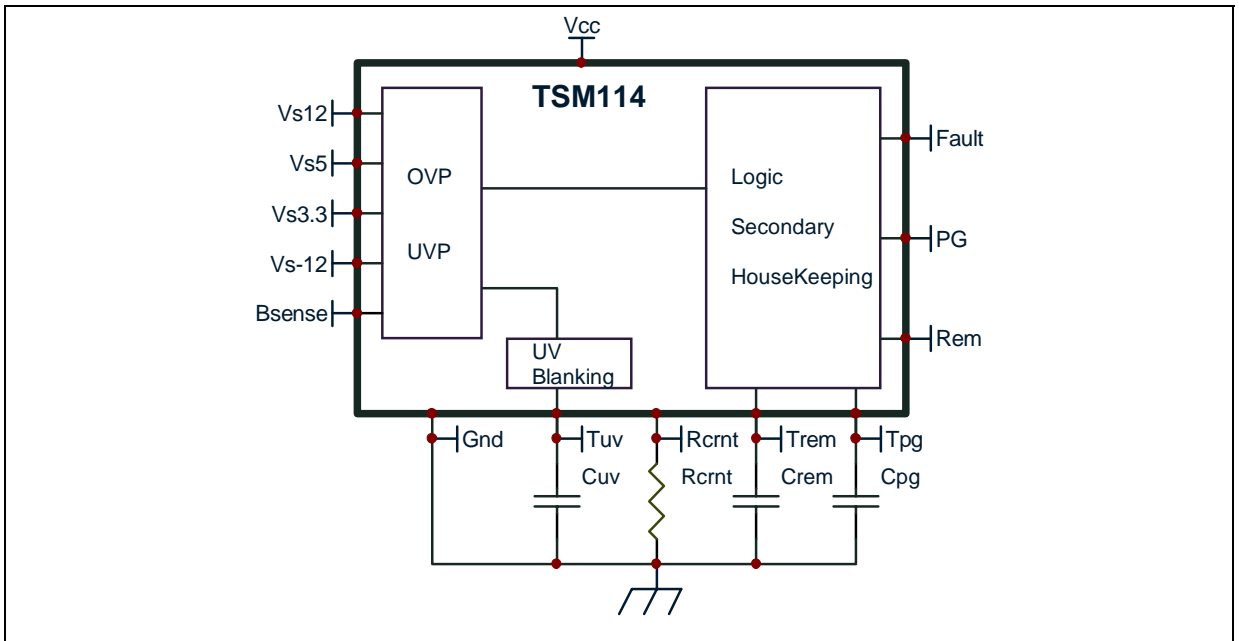 Vcc
TSM114
Vs12
Vs5
Vs3.3
Vs-12
Bsense
OVP
UVP
UV
Blanking
Logic
Secondary
HouseKeeping
Fault
PG
Rem
Gnd
Tuv
Rcrnt
Trem
Tpg
Cuv
Rcrnt
Crem
Cpg